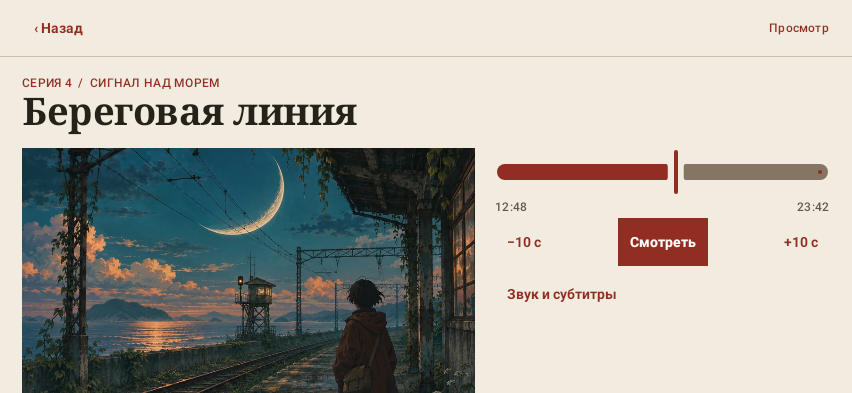 ‹ Назад
Просмотр
СЕРИЯ 4 / СИГНАЛ НАД МОРЕМ
Береговая линия
12:48
23:42
−10 с
Смотреть
+10 с
Звук и субтитры